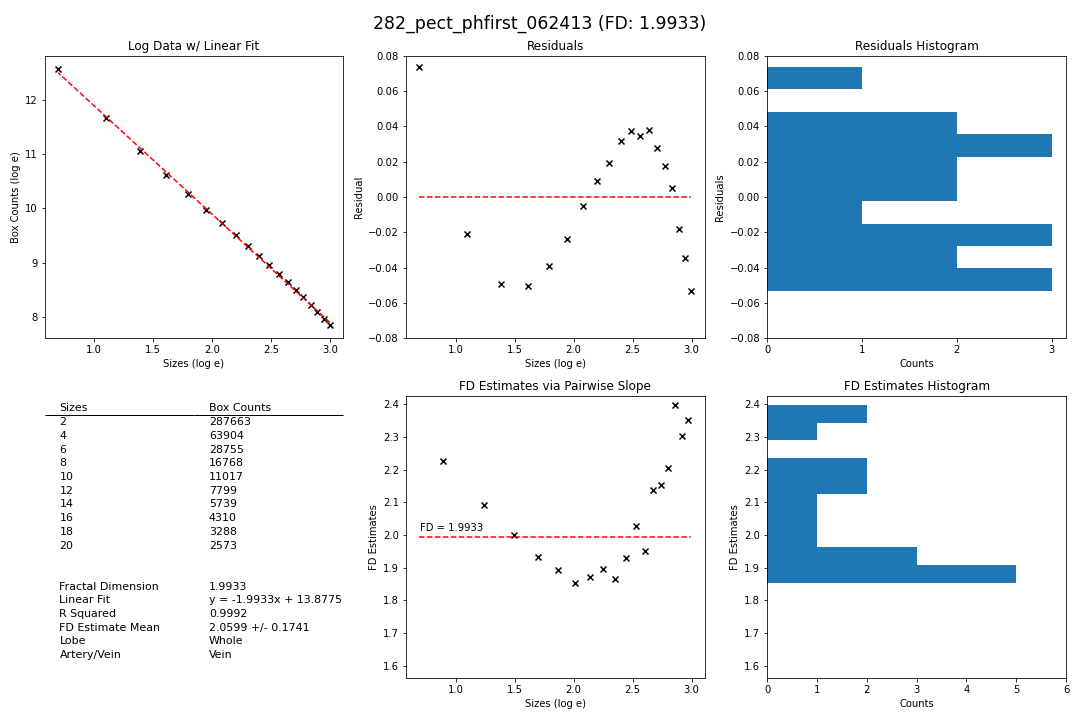 282_pect_phfirst_062413 (FD: 1.9933)
Log Data w/ Linear Fit
Box Counts (log e)
12
11
10
9
8
1.0 1.5 2.0 2.5 3.0
Sizes (log e)
Residuals
Residual
0.08
0.06
0.04
0.02
0.00
−0.02
−0.04
−0.06
−0.08
1.0 1.5 2.0 2.5 3.0
Sizes (log e)
Residuals Histogram
Residuals
0.08
0.06
0.04
0.02
0.00
−0.02
−0.04
−0.06
−0.08
0 1 2 3
Counts
Sizes Box Counts
2 287663
4 63904
6 28755
8 16768
10 11017
12 7799
14 5739
16 4310
18 3288
20 2573
Fractal Dimension 1.9933
Linear Fit y = -1.9933x + 13.8775
R Squared 0.9992
FD Estimate Mean 2.0599 +/- 0.1741
Lobe Whole
Artery/Vein Vein
FD Estimates via Pairwise Slope
FD Estimates
2.4
2.3
2.2
2.1
2.0
1.9
1.8
1.7
1.6
FD = 1.9933
1.0 1.5 2.0 2.5 3.0
Sizes (log e)
FD Estimates Histogram
FD Estimates
2.4
2.3
2.2
2.1
2.0
1.9
1.8
1.7
1.6
0 1 2 3 4 5 6
Counts